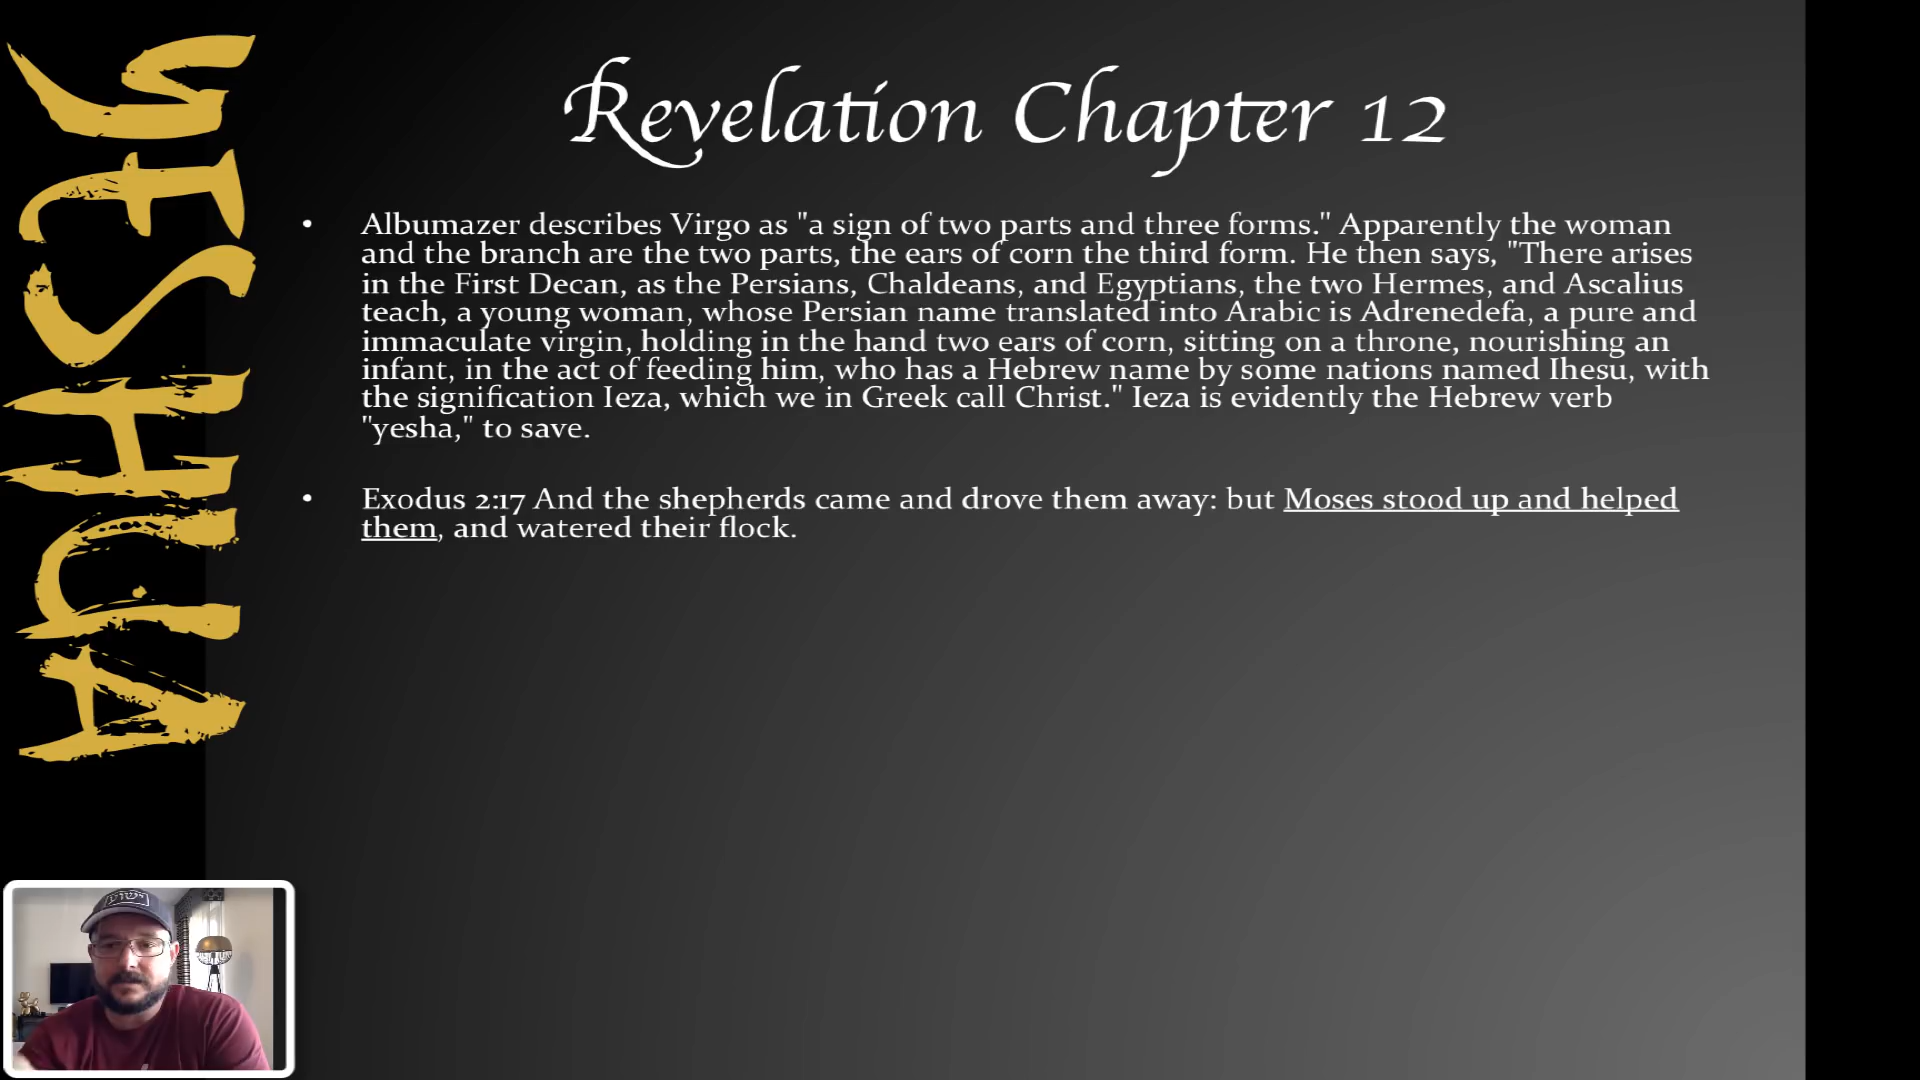 YESHUA
Revelation Chapter 12
• Albumazer describes Virgo as "a sign of two parts and three forms." Apparently the woman
and the branch are the two parts, the ears of corn the third form. He then says, "There arises
in the First Decan, as the Persians, Chaldeans, and Egyptians, the two Hermes, and Ascalius
teach, a young woman, whose Persian name translated into Arabic is Adrenedefa, a pure and
immaculate virgin, holding in the hand two ears of corn, sitting on a throne, nourishing an
infant, in the act of feeding him, who has a Hebrew name by some nations named Ihesu, with
the signification Ieza, which we in Greek call Christ." Ieza is evidently the Hebrew verb
"yesha," to save.
• Exodus 2:17 And the shepherds came and drove them away: but Moses stood up and helped
them, and watered their flock.